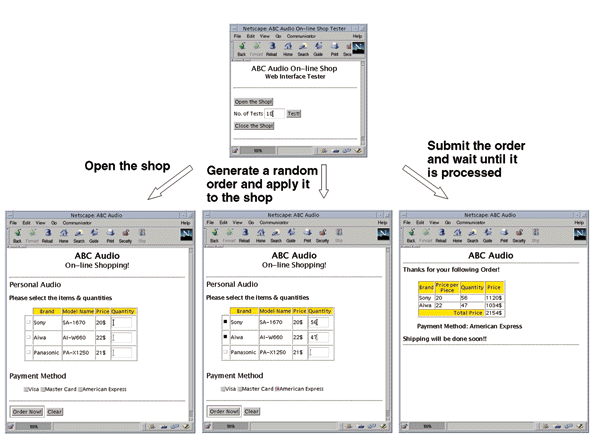 Netscape: ABC Audio On-line Shop Tester
File Edit View Go Communicator Help
Back Forward Reload Home Search Guide Print Security
ABC Audio On-line Shop
Web Interface Tester
Open the Shop!
No. of Tests Test!
Close the Shop!
Open the shop
Generate a random
order and apply it
to the shop
Submit the order
and wait until it
is processed
Netscape: ABC Audio
File Edit View Go Communicator Help
Back Forward Reload Home Search Guide Print Security Stop
ABC Audio
On-line Shopping!
Personal Audio
Please select the items & quantities
Brand Model Name Price Quantity
Sony SA-1670 20$
Aiwa AI-W660 22$
Panasonic PA-X1250 21$
Payment Method
Visa Master Card American Express
Order Now! Clear
Netscape: ABC Audio
File Edit View Go Communicator Help
Back Forward Reload Home Search Guide Print Security Stop
ABC Audio
On-line Shopping!
Personal Audio
Please select the items & quantities
Brand Model Name Price Quantity
Sony SA-1670 20$ 56
Aiwa AI-W660 22$ 47
Panasonic PA-X1250 21$
Payment Method
Visa Master Card American Express
Order Now! Clear
Netscape: ABC Audio
File Edit View Go Communicator Help
Back Forward Reload Home Search Guide Print Security Stop
ABC Audio
Thanks for your following Order!
Brand Price per Piece Quantity Price
Sony 20 56 1120$
Aiwa 22 47 1034$
Total Price 2154$
Payment Method: American Express
Shipping will be done soon!!